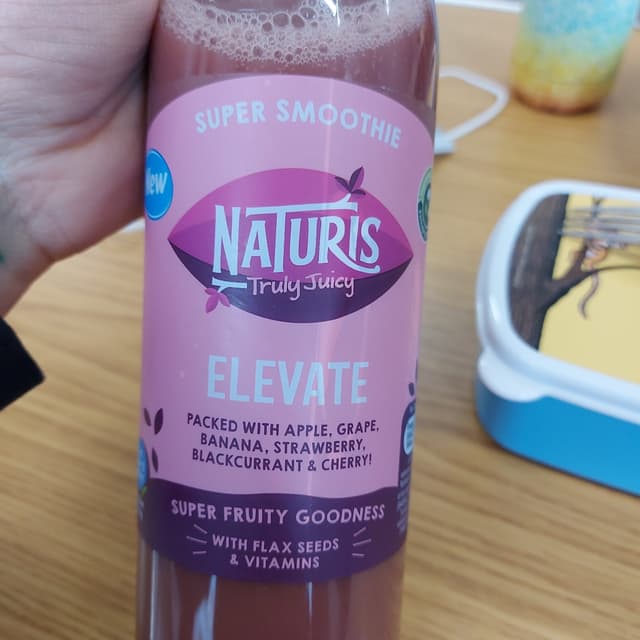 SUPER SMOOTHIE
New
NATURIS
Truly Juicy
ELEVATE
PACKED WITH APPLE, GRAPE,
BANANA, STRAWBERRY,
BLACKCURRANT & CHERRY!
SUPER FRUITY GOODNESS
WITH FLAX SEEDS
& VITAMINS